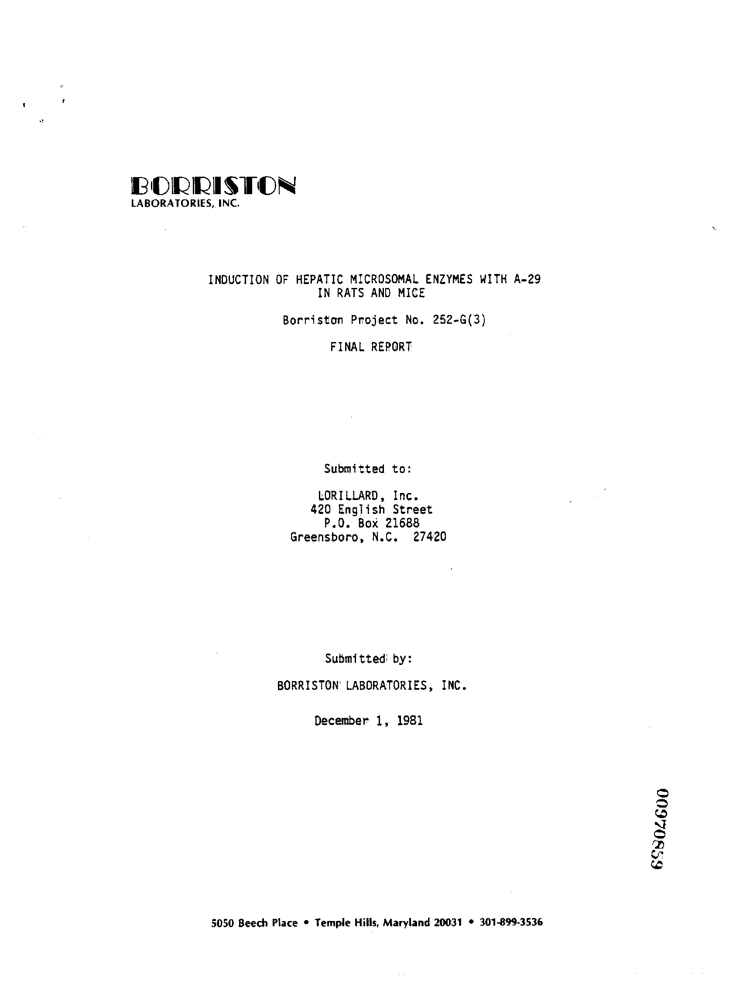 BORRISTON
LABORATORIES, INC.
INDUCTION OF HEPATIC MICROSOMAL ENZYMES WITH A-29
IN RATS AND MICE
Borriston Project No. 252-G(3)
FINAL REPORT
Submitted to:
LORILLARD, Inc.
420 English Street
P.O. Box 21688
Greensboro, N.C. 27420
Submitted by:
BORRISTON LABORATORIES, INC.
December 1, 1981
00970859
5050 Beech Place • Temple Hills, Maryland 20031 • 301-899-3536